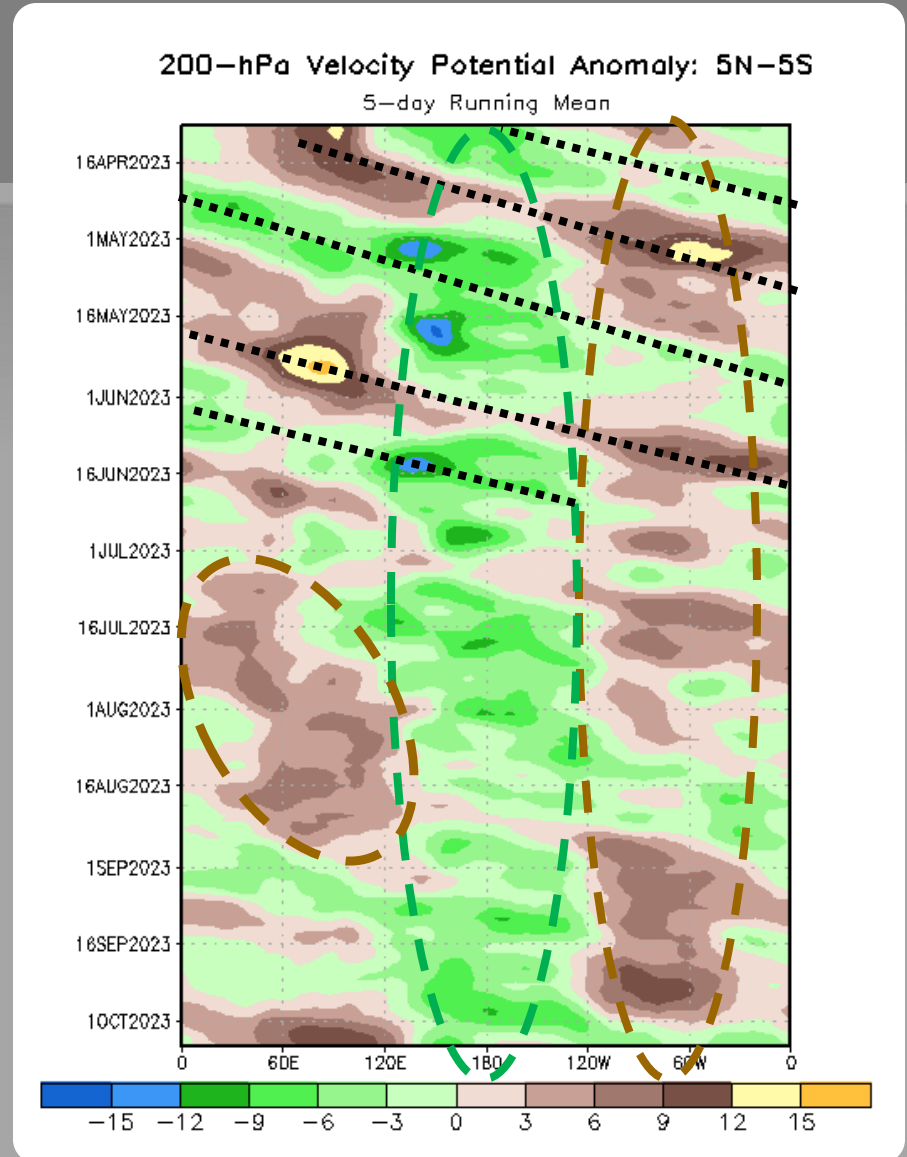 200-hPa Velocity Potential Anomaly: 5N-5S
5-day Running Mean
16APR2023
1MAY2023
16MAY2023
1JUN2023
16JUN2023
1JUL2023
16JUL2023
1AUG2023
16AUG2023
1SEP2023
16SEP2023
1OCT2023
0 60E 120E 180 120W 60W 0
-15 -12 -9 -6 -3 0 3 6 9 12 15